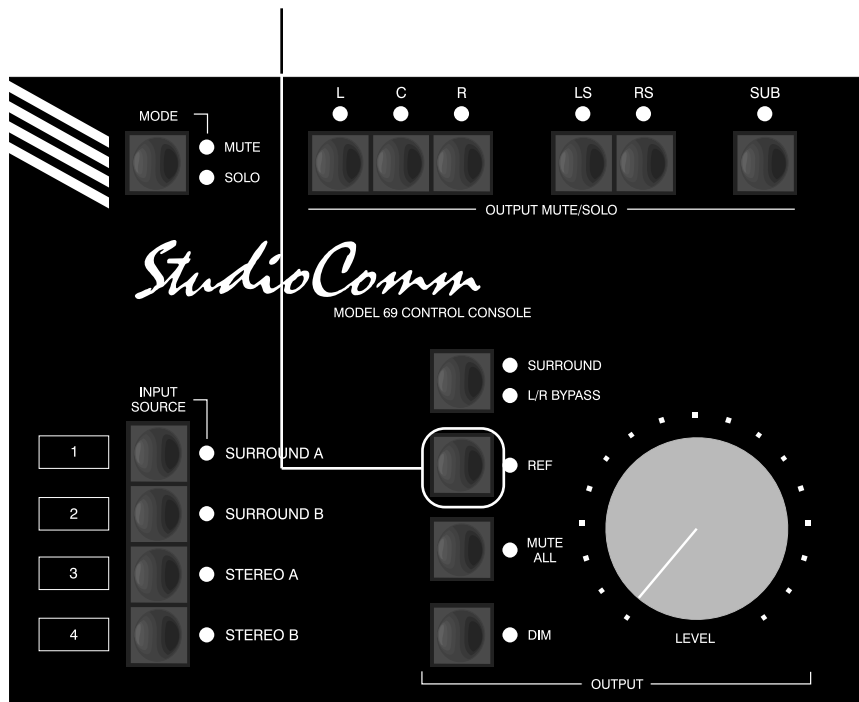 L C R LS RS SUB
MODE
MUTE
SOLO
OUTPUT MUTE/SOLO
StudioComm
MODEL 69 CONTROL CONSOLE
SURROUND
L/R BYPASS
INPUT
SOURCE
1 SURROUND A
REF
2 SURROUND B
MUTE
ALL
3 STEREO A
4 STEREO B
DIM
LEVEL
OUTPUT